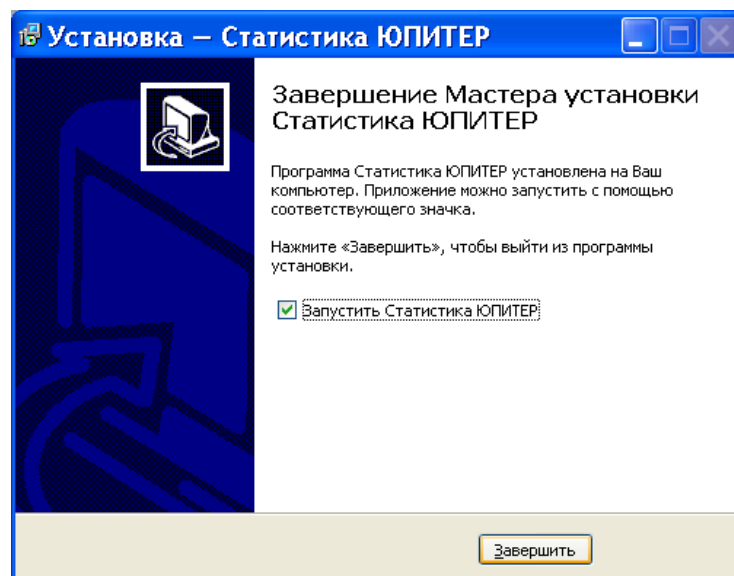 Установка — Статистика ЮПИТЕР
Завершение Мастера установки
Статистика ЮПИТЕР
Программа Статистика ЮПИТЕР установлена на Ваш
компьютер. Приложение можно запустить с помощью
соответствующего значка.
Нажмите «Завершить», чтобы выйти из программы
установки.
Запустить Статистика ЮПИТЕР
Завершить